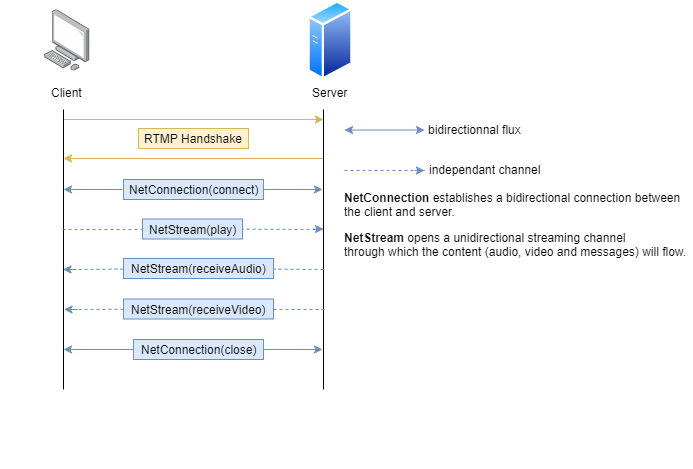 Client
Server
RTMP Handshake
bidirectionnal flux
independant channel
NetConnection(connect)
NetConnection establishes a bidirectional connection between
the client and server.
NetStream(play)
NetStream opens a unidirectional streaming channel
through which the content (audio, video and messages) will flow.
NetStream(receiveAudio)
NetStream(receiveVideo)
NetConnection(close)